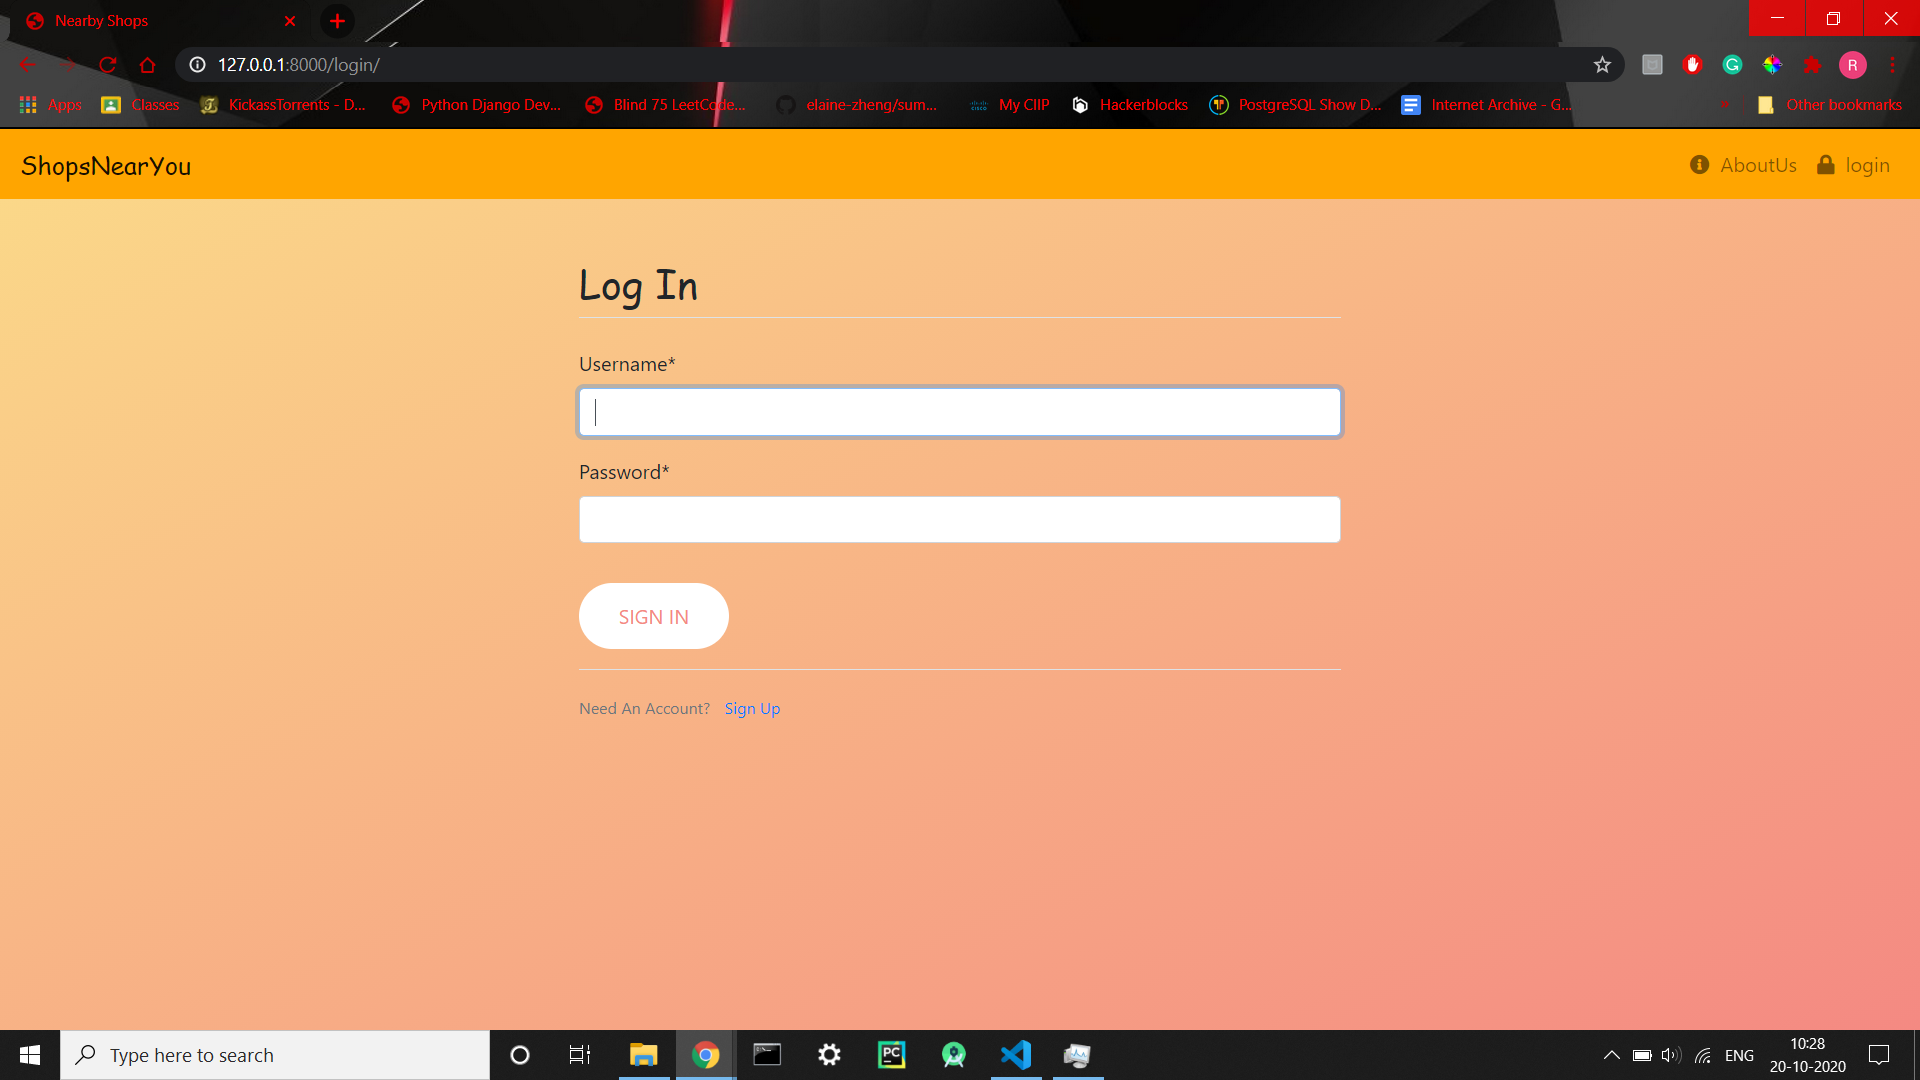 Nearby Shops
127.0.0.1:8000/login/
R
Apps
Classes
KickassTorrents - D...
Python Django Dev...
Blind 75 LeetCode...
elaine-zheng/sum...
My CIIP
Hackerblocks
PostgreSQL Show D...
Internet Archive - G...
Other bookmarks
ShopsNearYou
AboutUs
login
Log In
Username*
Password*
SIGN IN
Need An Account? Sign Up
Type here to search
PC
ENG
10:28
20-10-2020